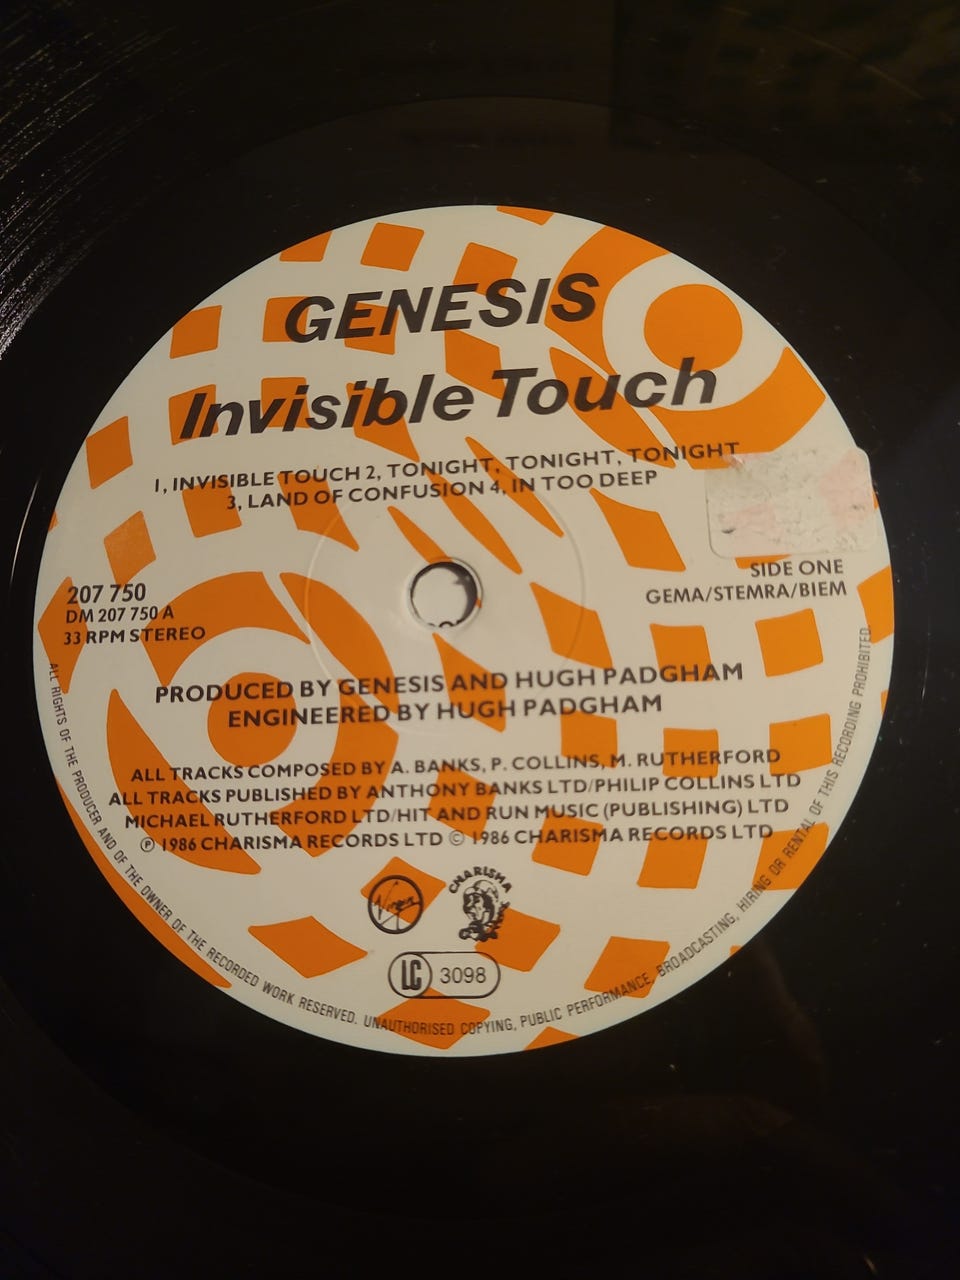 GENESIS
Invisible Touch
1, INVISIBLE TOUCH 2, TONIGHT, TONIGHT, TONIGHT
3, LAND OF CONFUSION 4, IN TOO DEEP
207 750
DM 207 750 A
33 RPM STEREO
SIDE ONE
GEMA/STEMRA/BIEM
PRODUCED BY GENESIS AND HUGH PADGHAM
ENGINEERED BY HUGH PADGHAM
ALL TRACKS COMPOSED BY A. BANKS, P. COLLINS, M. RUTHERFORD
ALL TRACKS PUBLISHED BY ANTHONY BANKS LTD/PHILIP COLLINS LTD
MICHAEL RUTHERFORD LTD/HIT AND RUN MUSIC (PUBLISHING) LTD
℗ 1986 CHARISMA RECORDS LTD © 1986 CHARISMA RECORDS LTD
Virgin
CHARISMA
LC 3098
ALL RIGHTS OF THE PRODUCER AND OF THE OWNER OF THE RECORDED WORK RESERVED. UNAUTHORISED COPYING, PUBLIC PERFORMANCE, BROADCASTING, HIRING OR RENTAL OF THIS RECORDING PROHIBITED.